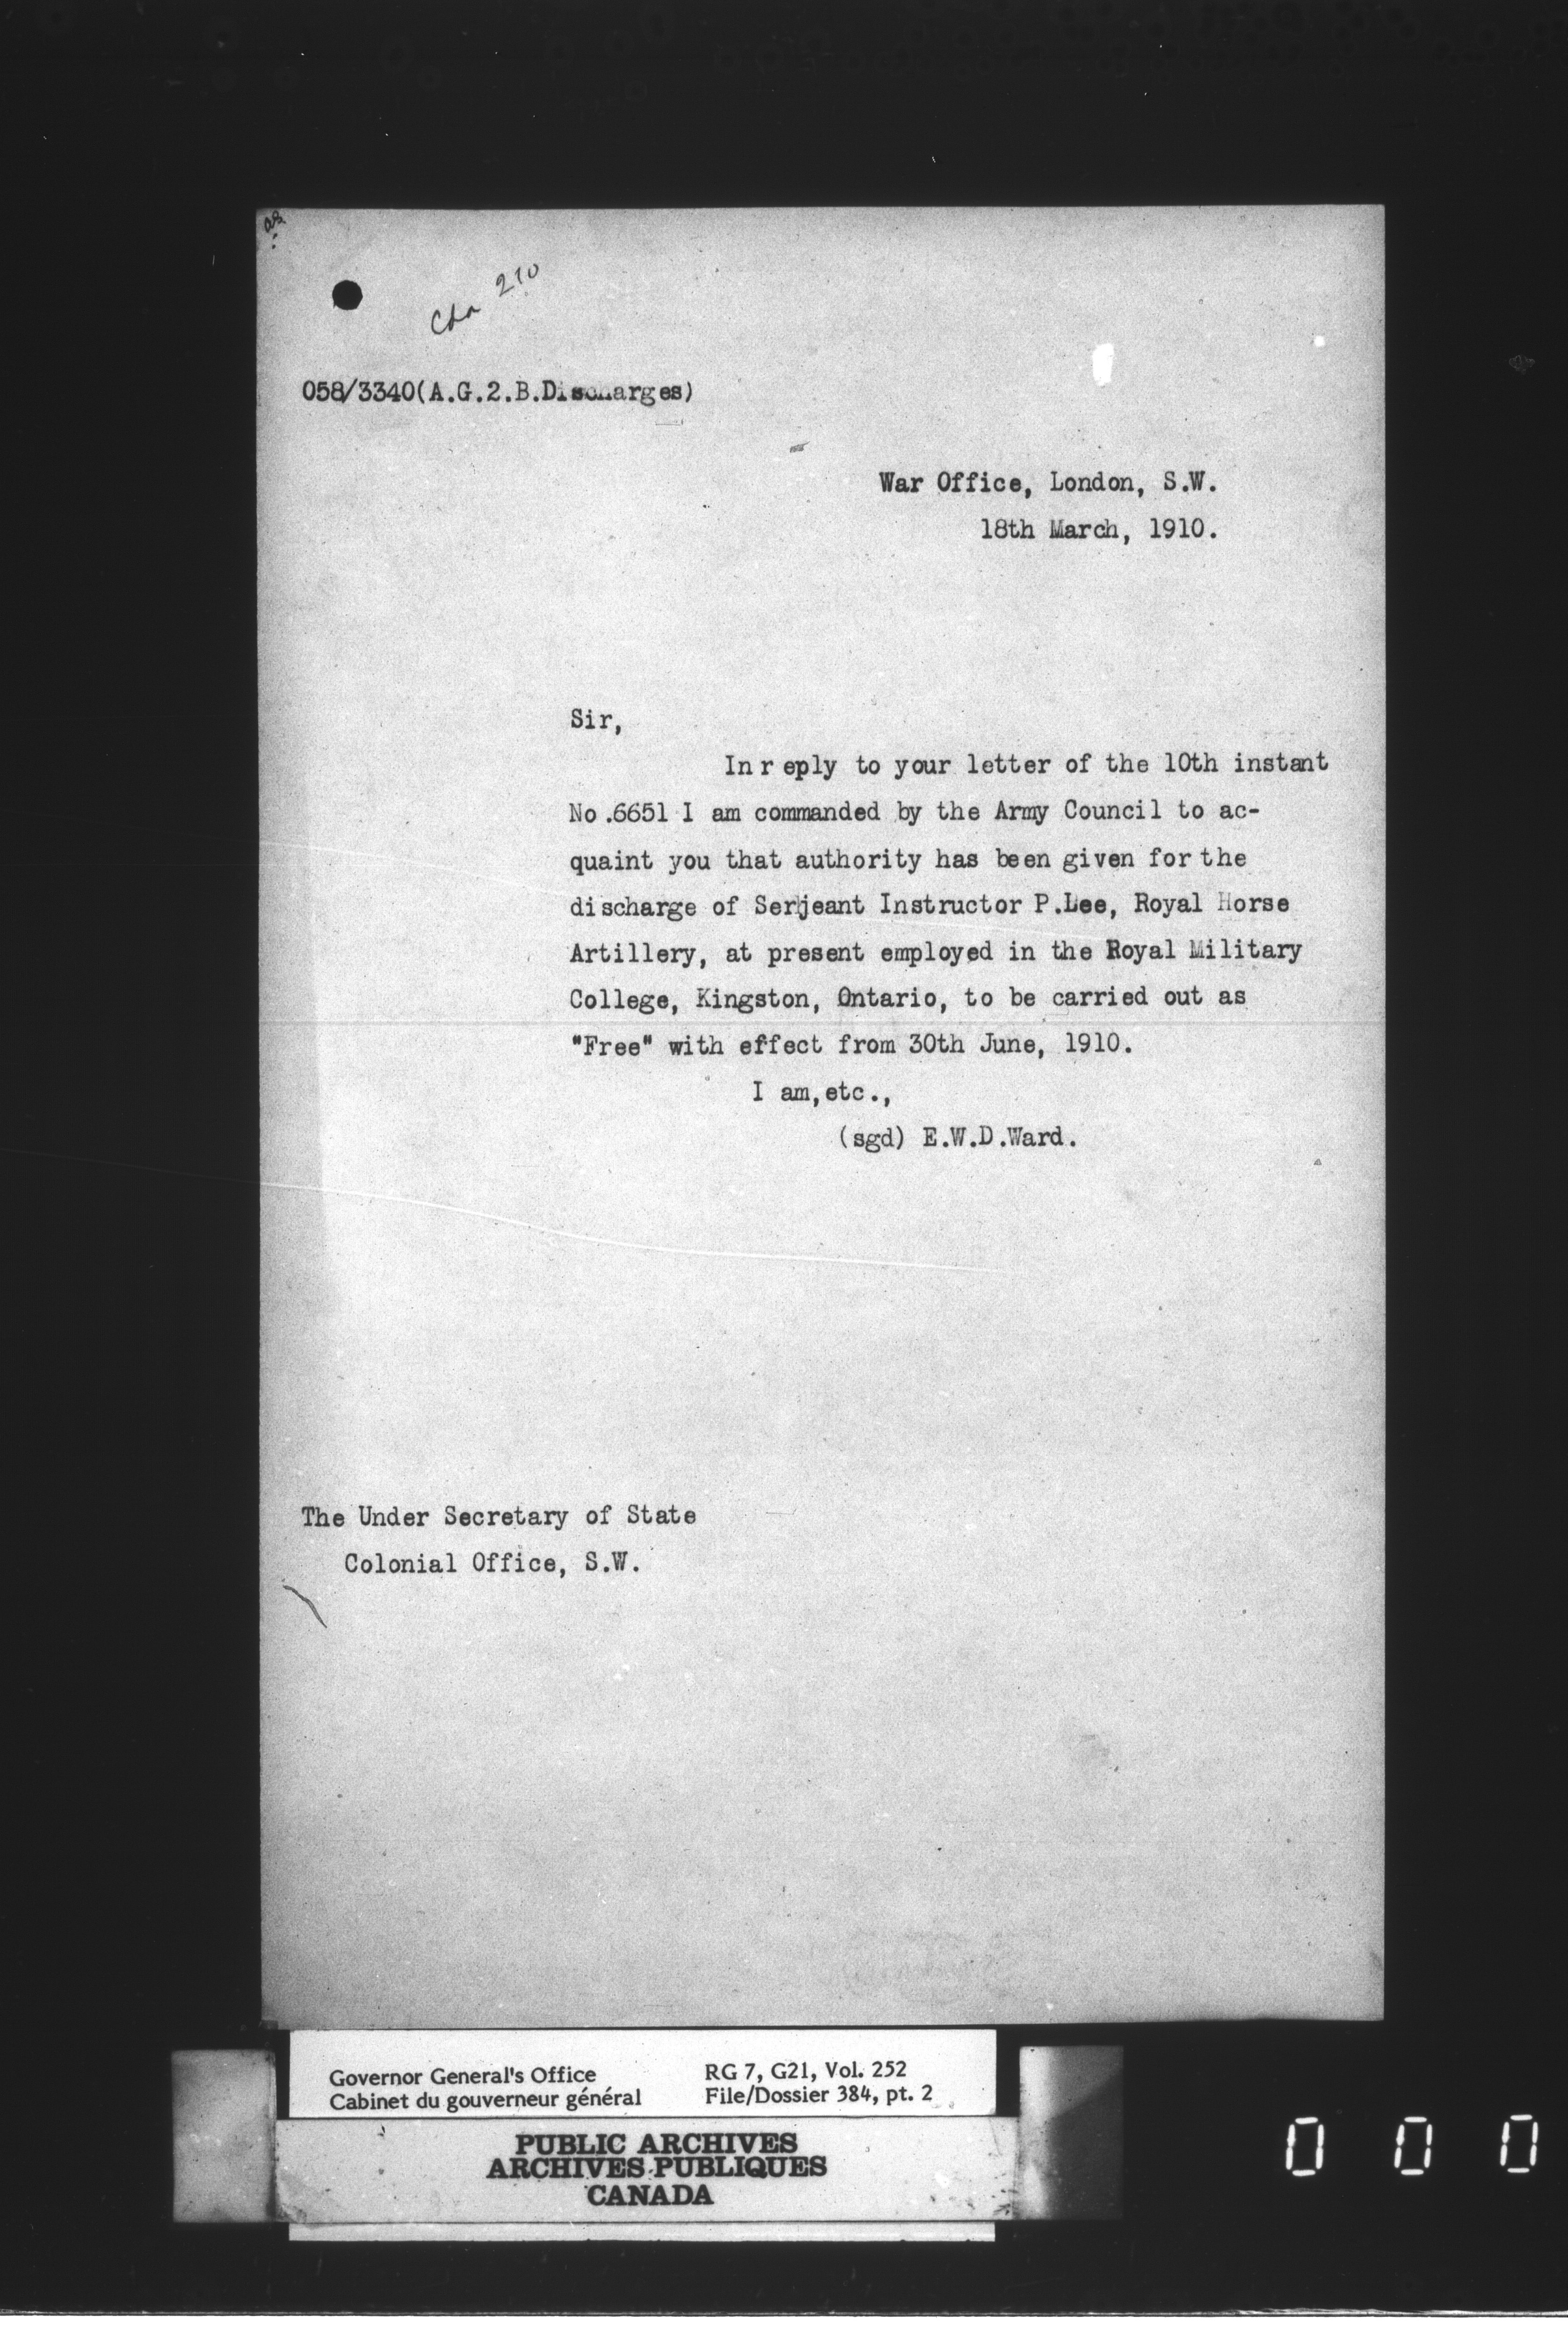 058/3340(A.G.2.B.Discharges)
War Office, London, S.W.
18th March, 1910.
Sir,
In reply to your letter of the 10th instant
No.6651 I am commanded by the Army Council to ac-
quaint you that authority has been given for the
discharge of Serjeant Instructor P.Lee, Royal Horse
Artillery, at present employed in the Royal Military
College, Kingston, Ontario, to be carried out as
"Free" with effect from 30th June, 1910.
I am,etc.,
(sgd) E.W.D.Ward.
The Under Secretary of State
Colonial Office, S.W.
Governor General's Office RG 7, G21, Vol. 252
Cabinet du gouverneur général File/Dossier 384, pt. 2
PUBLIC ARCHIVES
ARCHIVES PUBLIQUES
CANADA
0 0 0